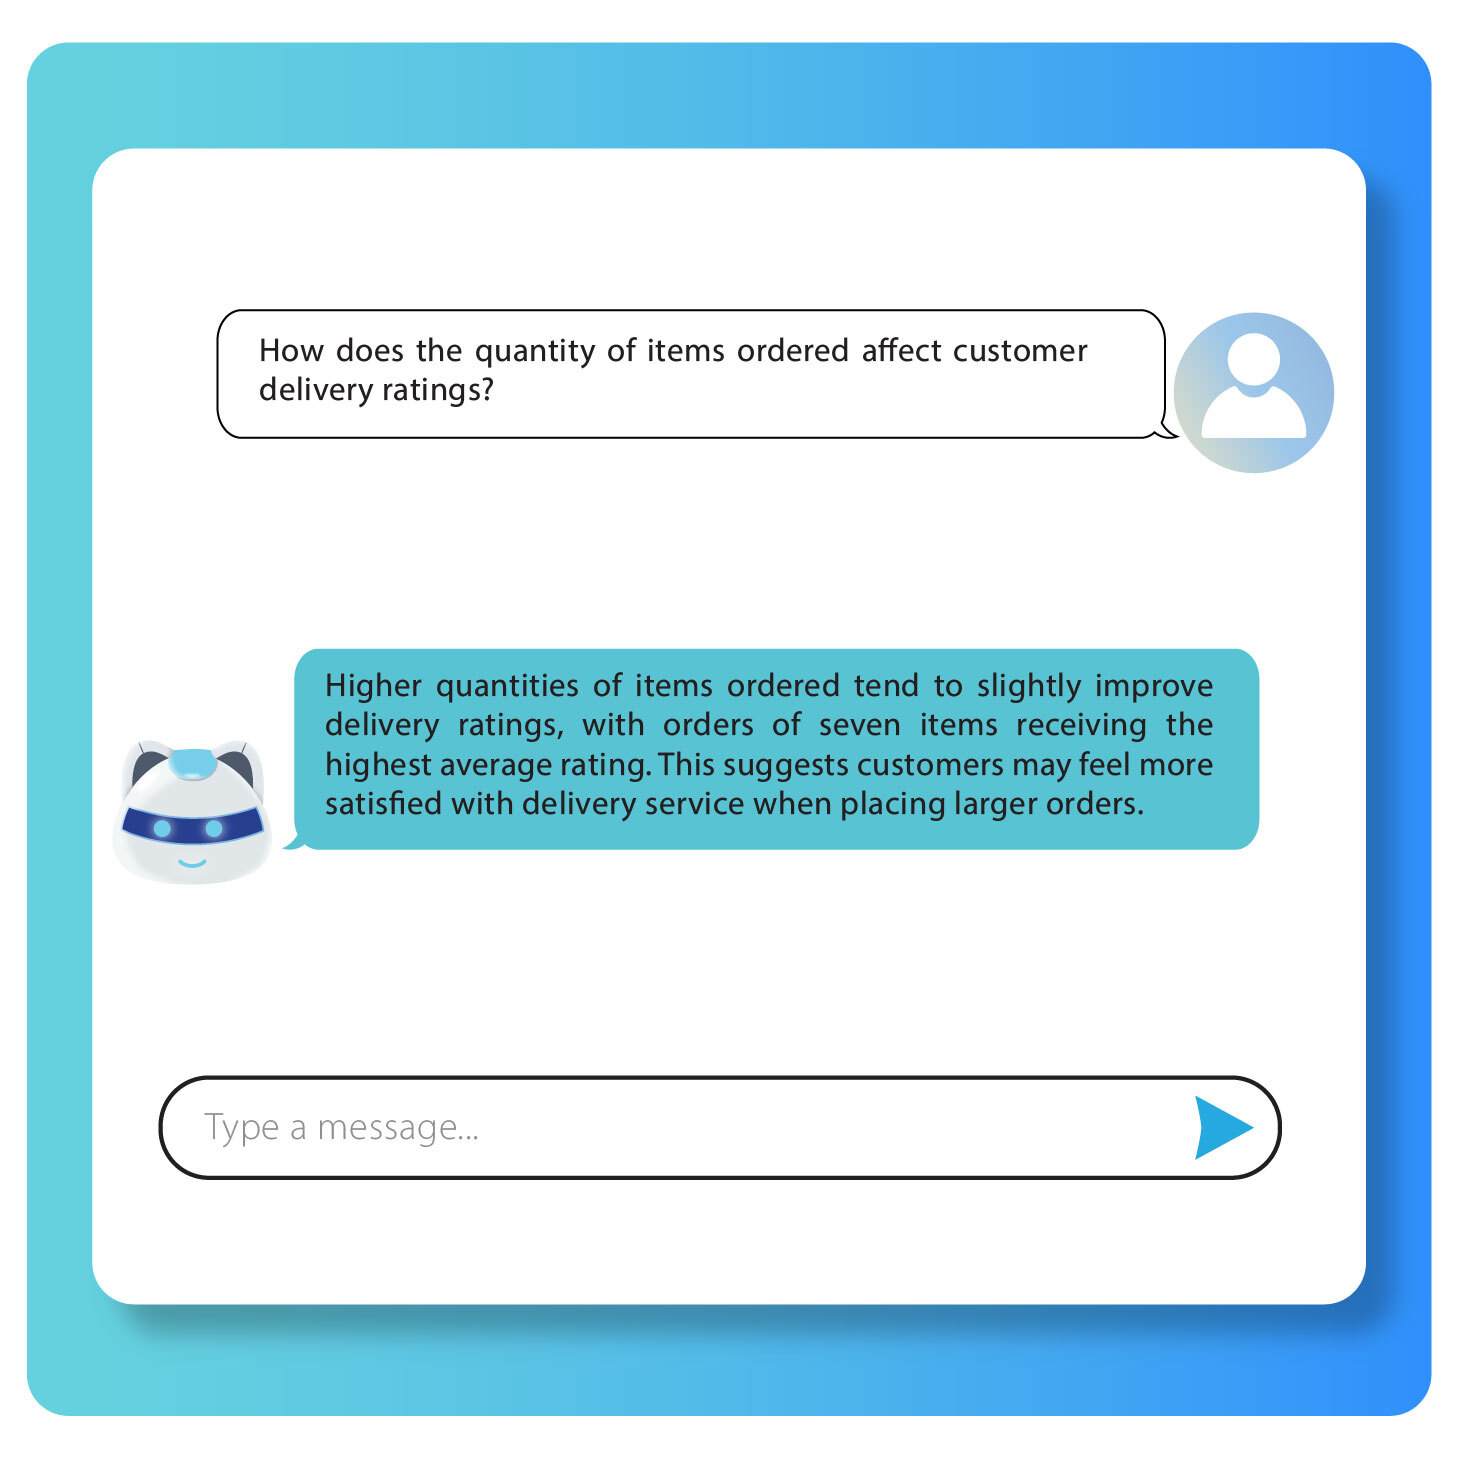 How does the quantity of items ordered affect customer
delivery ratings?
Higher quantities of items ordered tend to slightly improve
delivery ratings, with orders of seven items receiving the
highest average rating. This suggests customers may feel more
satisfied with delivery service when placing larger orders.
Type a message...